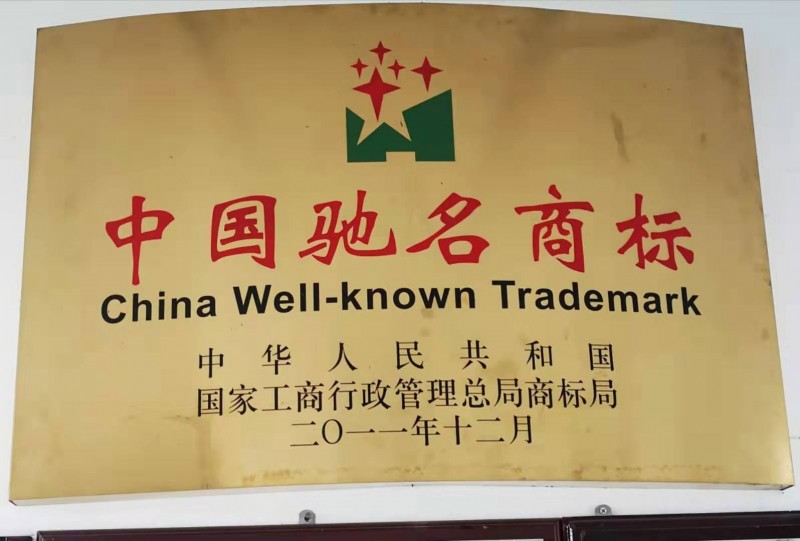 中国驰名商标
China Well-known Trademark
中华人民共和国
国家工商行政管理总局商标局
二〇一一年十二月